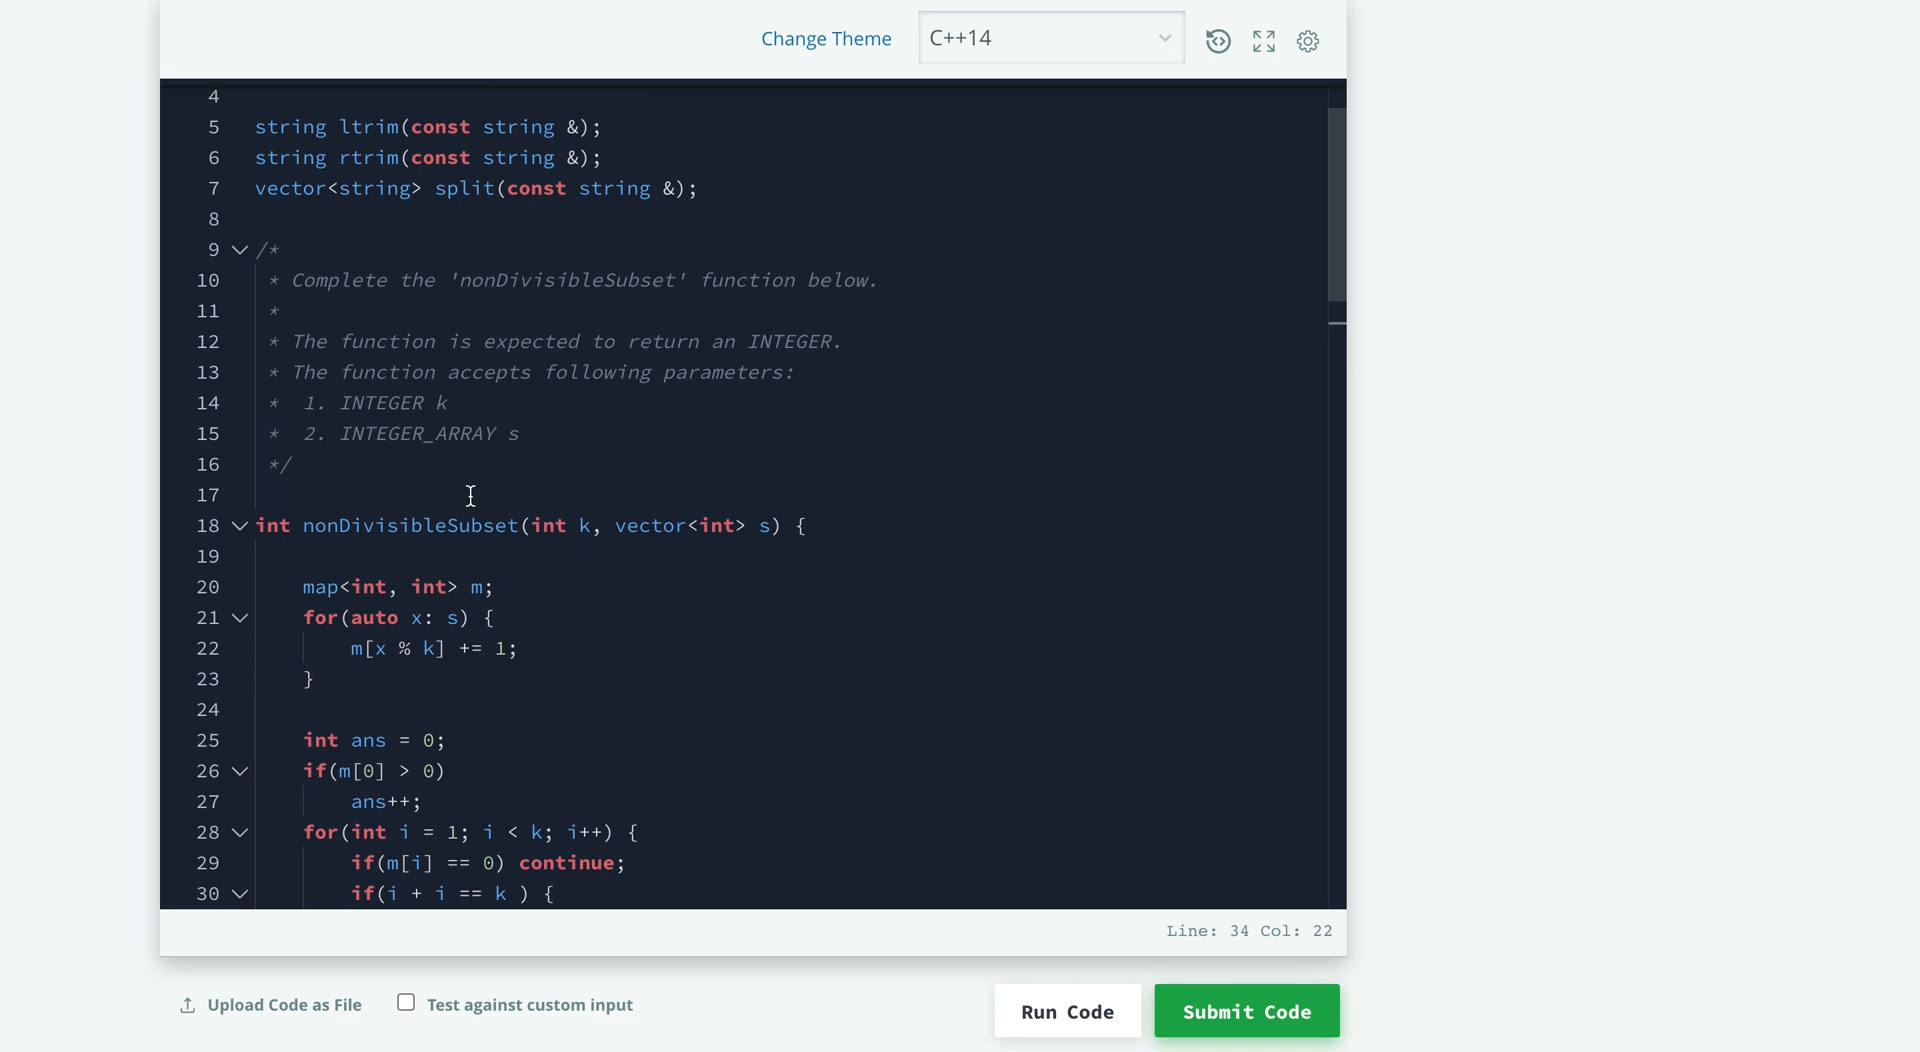 Change Theme C++14
4
5 string ltrim(const string &);
6 string rtrim(const string &);
7 vector<string> split(const string &);
8
9 /*
10 * Complete the 'nonDivisibleSubset' function below.
11 *
12 * The function is expected to return an INTEGER.
13 * The function accepts following parameters:
14 *  1. INTEGER k
15 *  2. INTEGER_ARRAY s
16 */
17
18 int nonDivisibleSubset(int k, vector<int> s) {
19
20 map<int, int> m;
21 for(auto x: s) {
22 m[x % k] += 1;
23 }
24
25 int ans = 0;
26 if(m[0] > 0)
27 ans++;
28 for(int i = 1; i < k; i++) {
29 if(m[i] == 0) continue;
30 if(i + i == k ) {
Line: 34 Col: 22
Upload Code as File Test against custom input Run Code Submit Code